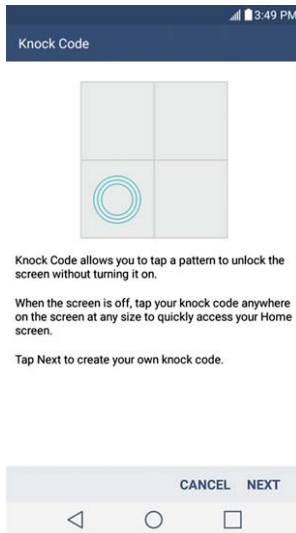 3:49 PM
Knock Code
Knock Code allows you to tap a pattern to unlock the
screen without turning it on.
When the screen is off, tap your knock code anywhere
on the screen at any size to quickly access your Home
screen.
Tap Next to create your own knock code.
CANCEL NEXT